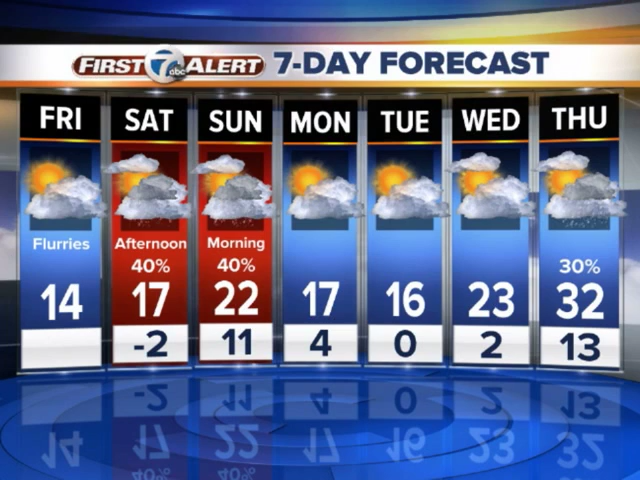 FIRST 7 abc ALERT 7-DAY FORECAST
FRI SAT SUN MON TUE WED THU
Flurries Afternoon Morning
40% 40% 30%
14 17 22 17 16 23 32
-2 11 4 0 2 13